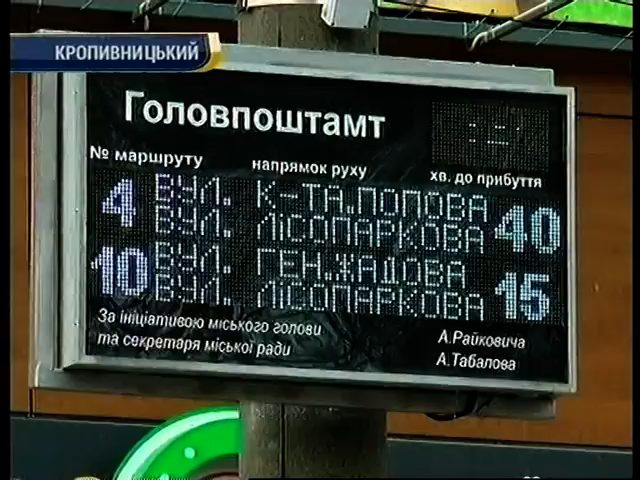 КРОПИВНИЦЬКИЙ
Головпоштамт
№ маршруту напрямок руху хв. до прибуття
4 ВУЛ. К-ТА.ПОПОВА 40
ВУЛ. ЛІСОПАРКОВА
10 ВУЛ. ГЕН.ЖАДОВА 15
ВУЛ. ЛІСОПАРКОВА
За ініціативою міського голови А.Райковича
та секретаря міської ради А.Табалова